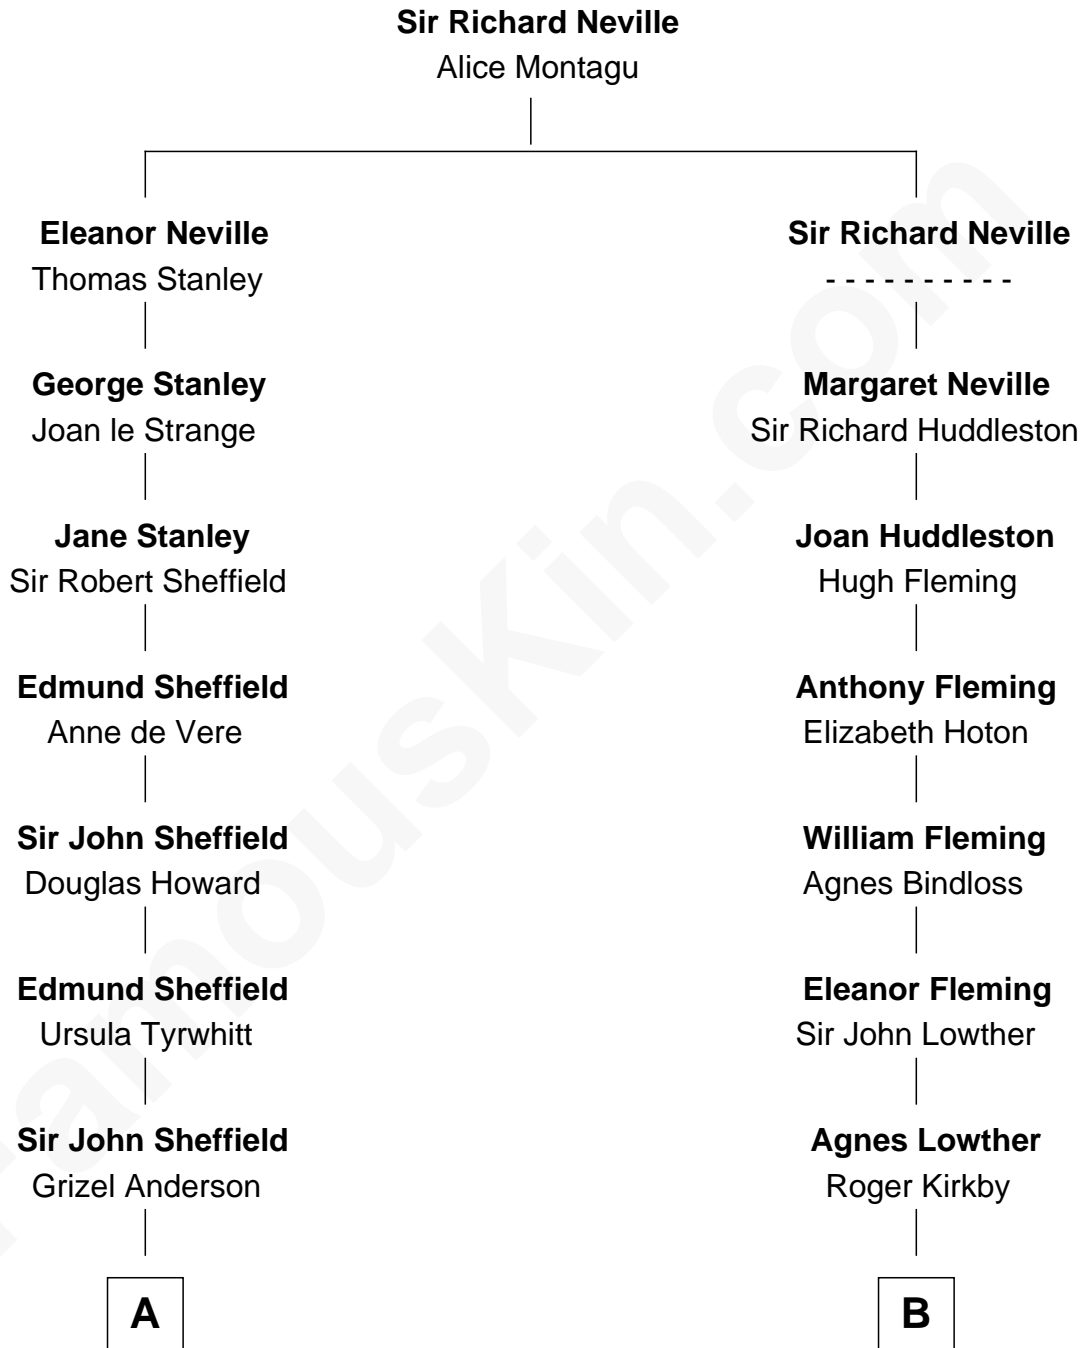 Sir Richard Neville
Alice Montagu
Eleanor Neville
Thomas Stanley
Sir Richard Neville
- - - - - - - - - -
George Stanley
Joan le Strange
Margaret Neville
Sir Richard Huddleston
Jane Stanley
Sir Robert Sheffield
Joan Huddleston
Hugh Fleming
Edmund Sheffield
Anne de Vere
Anthony Fleming
Elizabeth Hoton
Sir John Sheffield
Douglas Howard
William Fleming
Agnes Bindloss
Edmund Sheffield
Ursula Tyrwhitt
Eleanor Fleming
Sir John Lowther
Sir John Sheffield
Grizel Anderson
Agnes Lowther
Roger Kirkby
A
B
FamousKin.com